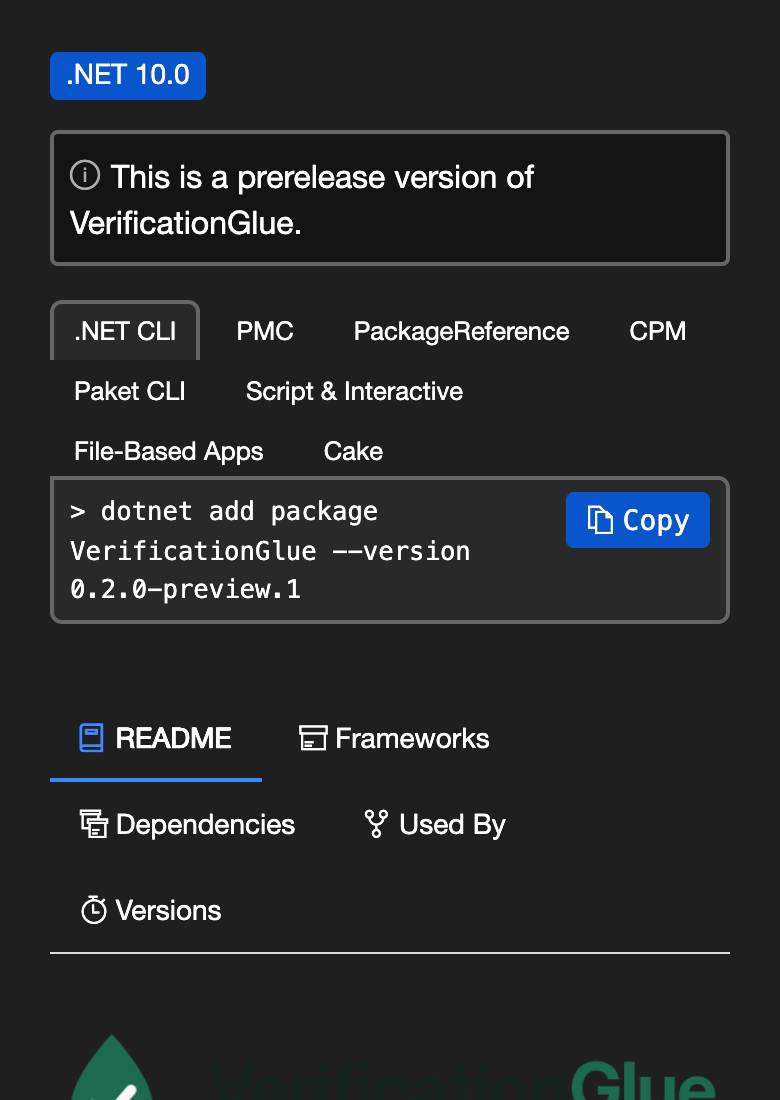 .NET 10.0
This is a prerelease version of
VerificationGlue.
.NET CLI PMC PackageReference CPM
Paket CLI Script & Interactive
File-Based Apps Cake
> dotnet add package
VerificationGlue --version
0.2.0-preview.1
Copy
README Frameworks
Dependencies Used By
Versions
VerificationGlue